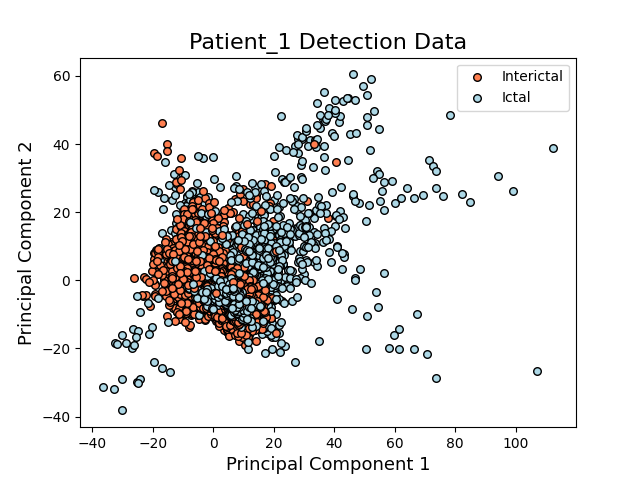 Patient_1 Detection Data
Interictal
Ictal
60
40
20
0
−20
−40
Principal Component 2
−40
−20
0
20
40
60
80
100
Principal Component 1